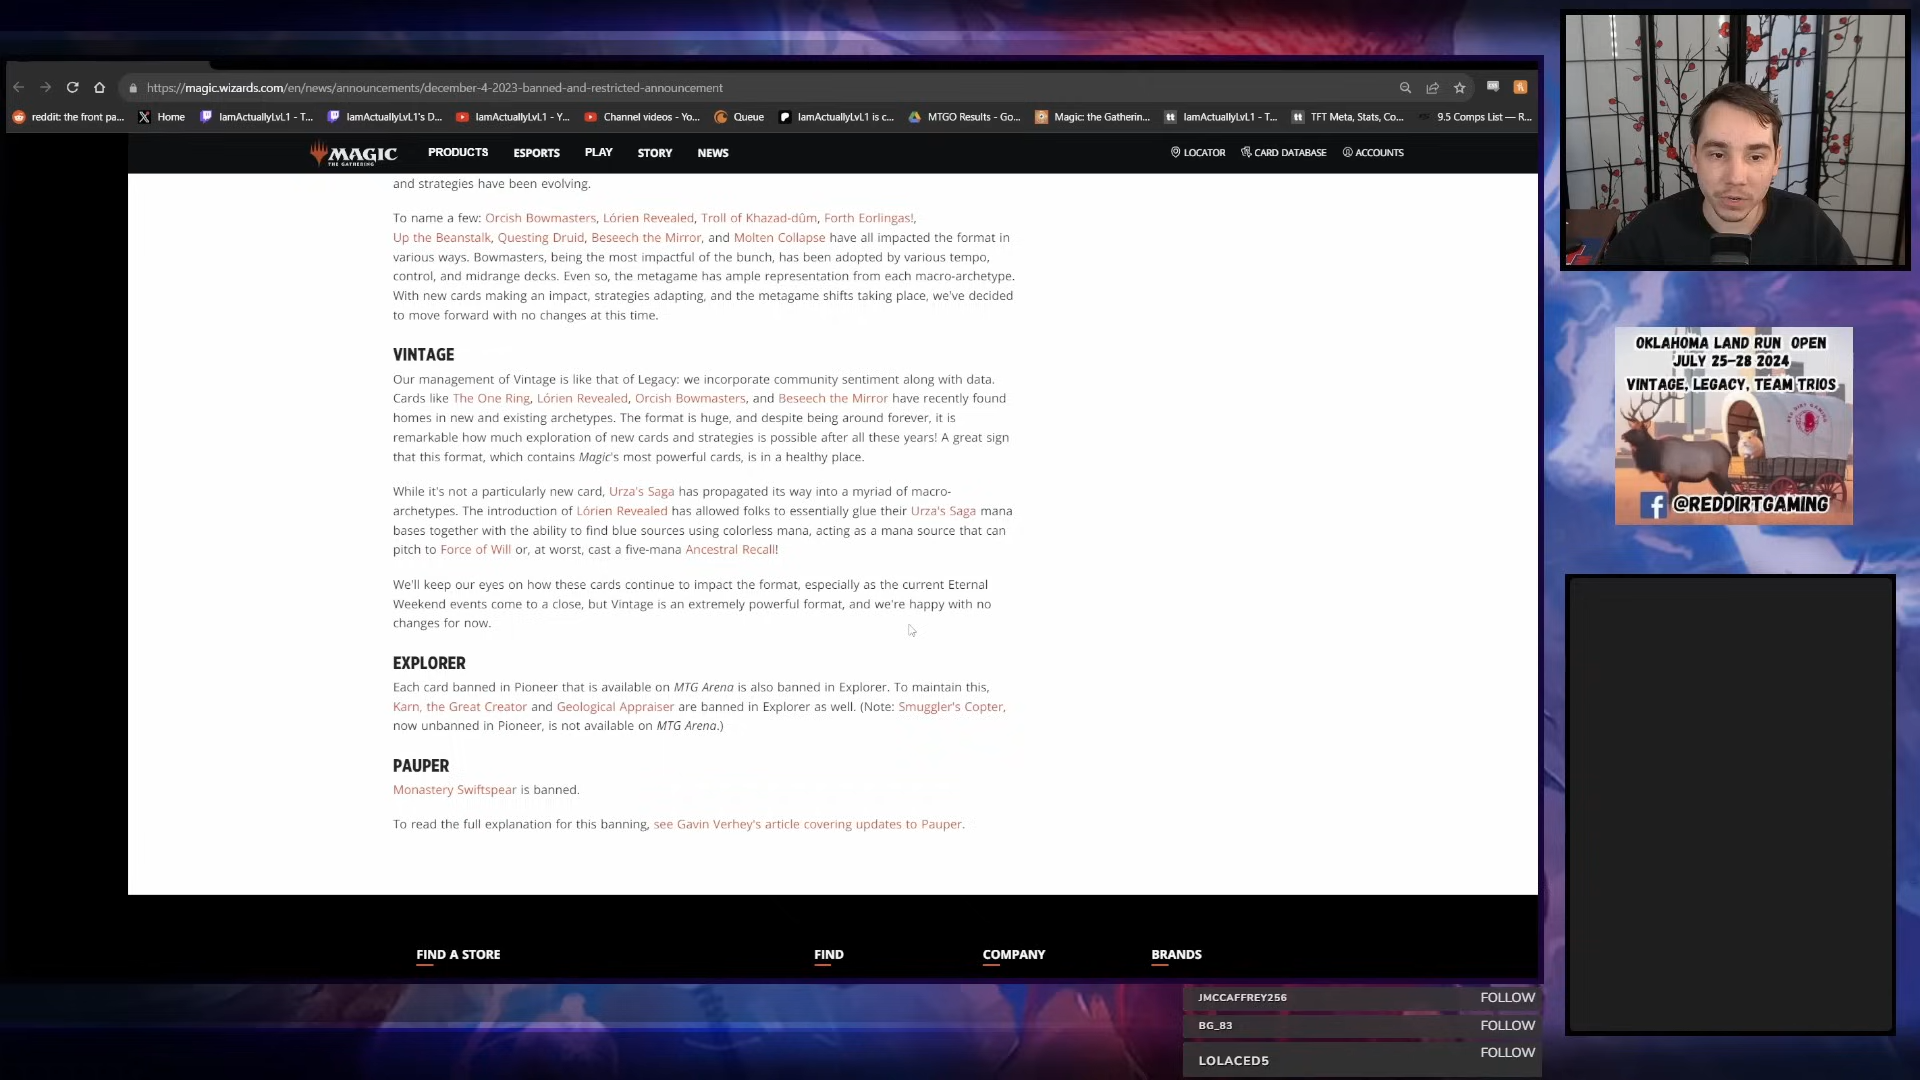 https://magic.wizards.com/en/news/announcements/december-4-2023-banned-and-restricted-announcement
reddit: the front pa...
Home
IamActuallyLvL1 - T...
IamActuallyLvL1's D...
IamActuallyLvL1 - Y...
Channel videos - Yo...
Queue
IamActuallyLvL1 is c...
MTGO Results - Go...
Magic: the Gatherin...
IamActuallyLvL1 - T...
TFT Meta, Stats, Co...
9.5 Comps List — R...
MAGIC
THE GATHERING
PRODUCTS
ESPORTS
PLAY
STORY
NEWS
LOCATOR
CARD DATABASE
ACCOUNTS
and strategies have been evolving.
To name a few: Orcish Bowmasters, Lórien Revealed, Troll of Khazad-dûm, Forth Eorlingas!,
Up the Beanstalk, Questing Druid, Beseech the Mirror, and Molten Collapse have all impacted the format in
various ways. Bowmasters, being the most impactful of the bunch, has been adopted by various tempo,
control, and midrange decks. Even so, the metagame has ample representation from each macro-archetype.
With new cards making an impact, strategies adapting, and the metagame shifts taking place, we've decided
to move forward with no changes at this time.
VINTAGE
Our management of Vintage is like that of Legacy: we incorporate community sentiment along with data.
Cards like The One Ring, Lórien Revealed, Orcish Bowmasters, and Beseech the Mirror have recently found
homes in new and existing archetypes. The format is huge, and despite being around forever, it is
remarkable how much exploration of new cards and strategies is possible after all these years! A great sign
that this format, which contains Magic's most powerful cards, is in a healthy place.
While it's not a particularly new card, Urza's Saga has propagated its way into a myriad of macro-
archetypes. The introduction of Lórien Revealed has allowed folks to essentially glue their Urza's Saga mana
bases together with the ability to find blue sources using colorless mana, acting as a mana source that can
pitch to Force of Will or, at worst, cast a five-mana Ancestral Recall!
We'll keep our eyes on how these cards continue to impact the format, especially as the current Eternal
Weekend events come to a close, but Vintage is an extremely powerful format, and we're happy with no
changes for now.
EXPLORER
Each card banned in Pioneer that is available on MTG Arena is also banned in Explorer. To maintain this,
Karn, the Great Creator and Geological Appraiser are banned in Explorer as well. (Note: Smuggler's Copter,
now unbanned in Pioneer, is not available on MTG Arena.)
PAUPER
Monastery Swiftspear is banned.
To read the full explanation for this banning, see Gavin Verhey's article covering updates to Pauper.
FIND A STORE
FIND
COMPANY
BRANDS
OKLAHOMA LAND RUN OPEN
JULY 25-28 2024
VINTAGE, LEGACY, TEAM TRIOS
@REDDIRTGAMING
JMCCAFFREY256
FOLLOW
BG_83
FOLLOW
LOLACED5
FOLLOW